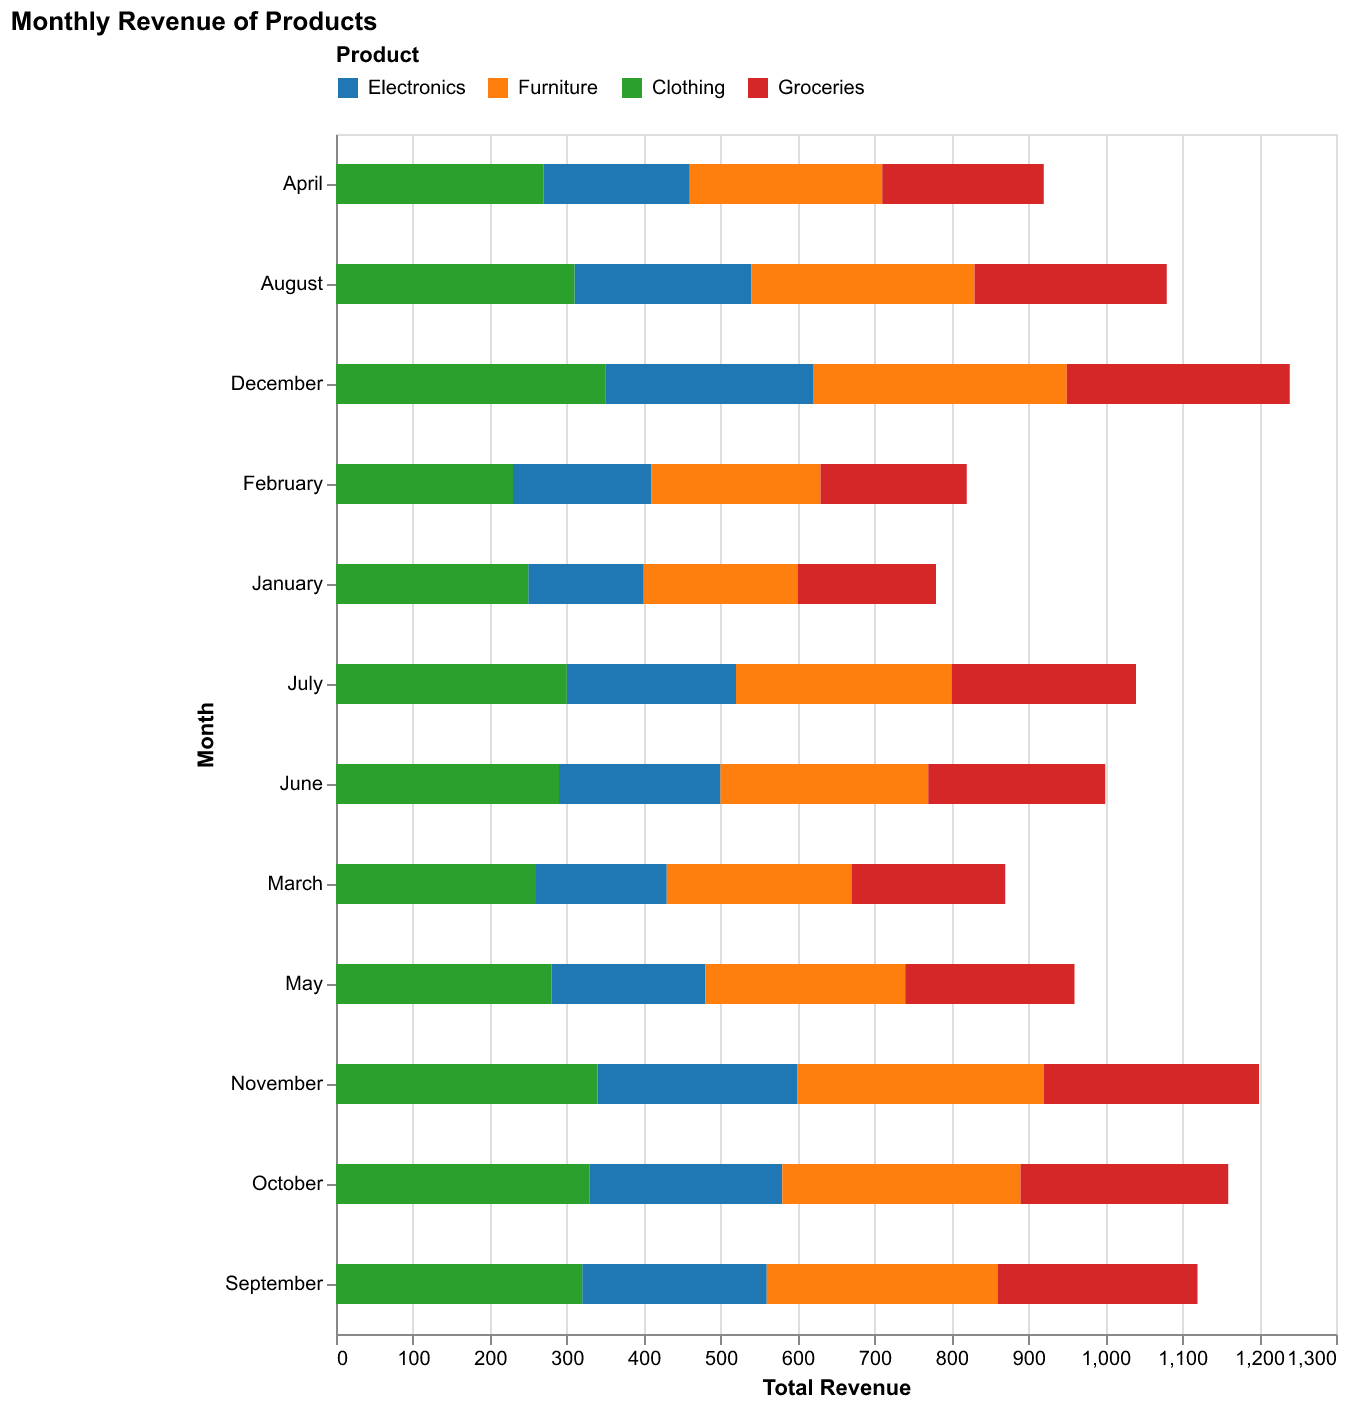 Monthly Revenue of Products
Product
Electronics Furniture Clothing Groceries
April
August
December
February
January
July
June
March
May
November
October
September
Month
0 100 200 300 400 500 600 700 800 900 1,000 1,100 1,200 1,300
Total Revenue